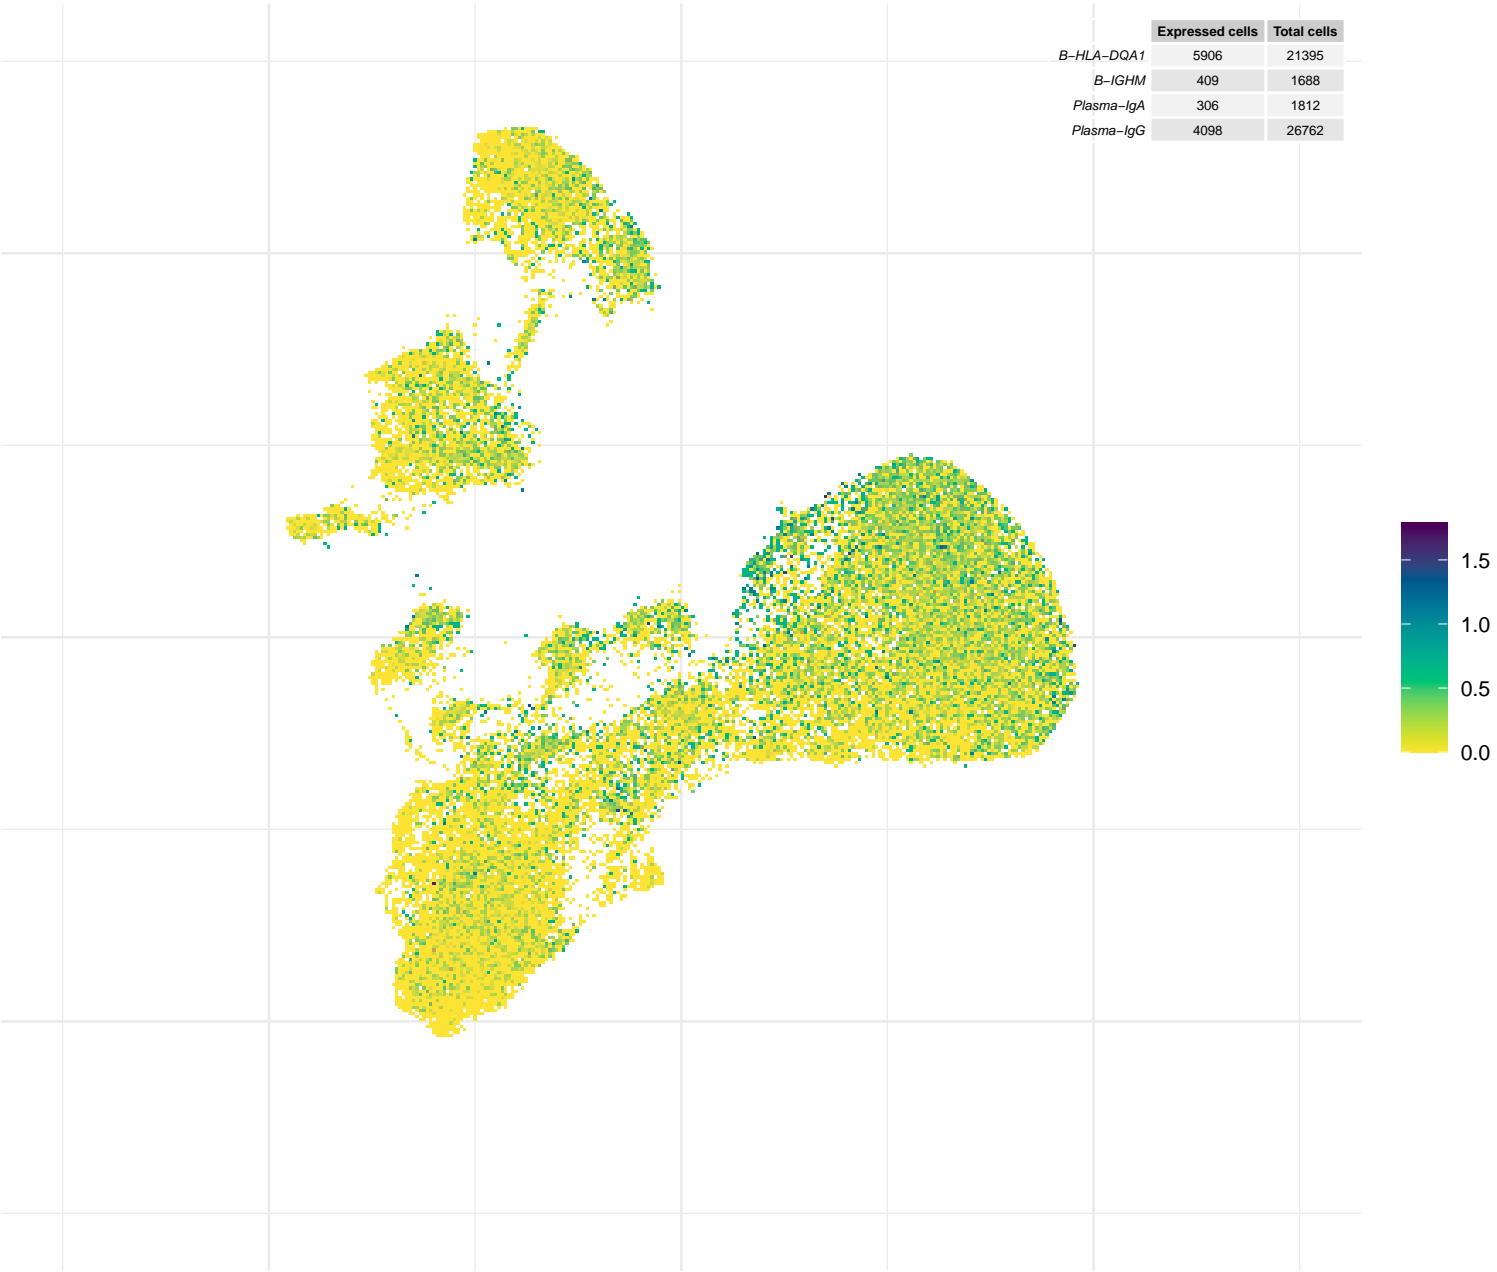 Expressed cells Total cells
B-HLA-DQA1 5906 21395
B-IGHM 409 1688
Plasma-IgA 306 1812
Plasma-IgG 4098 26762
1.5
1.0
0.5
0.0